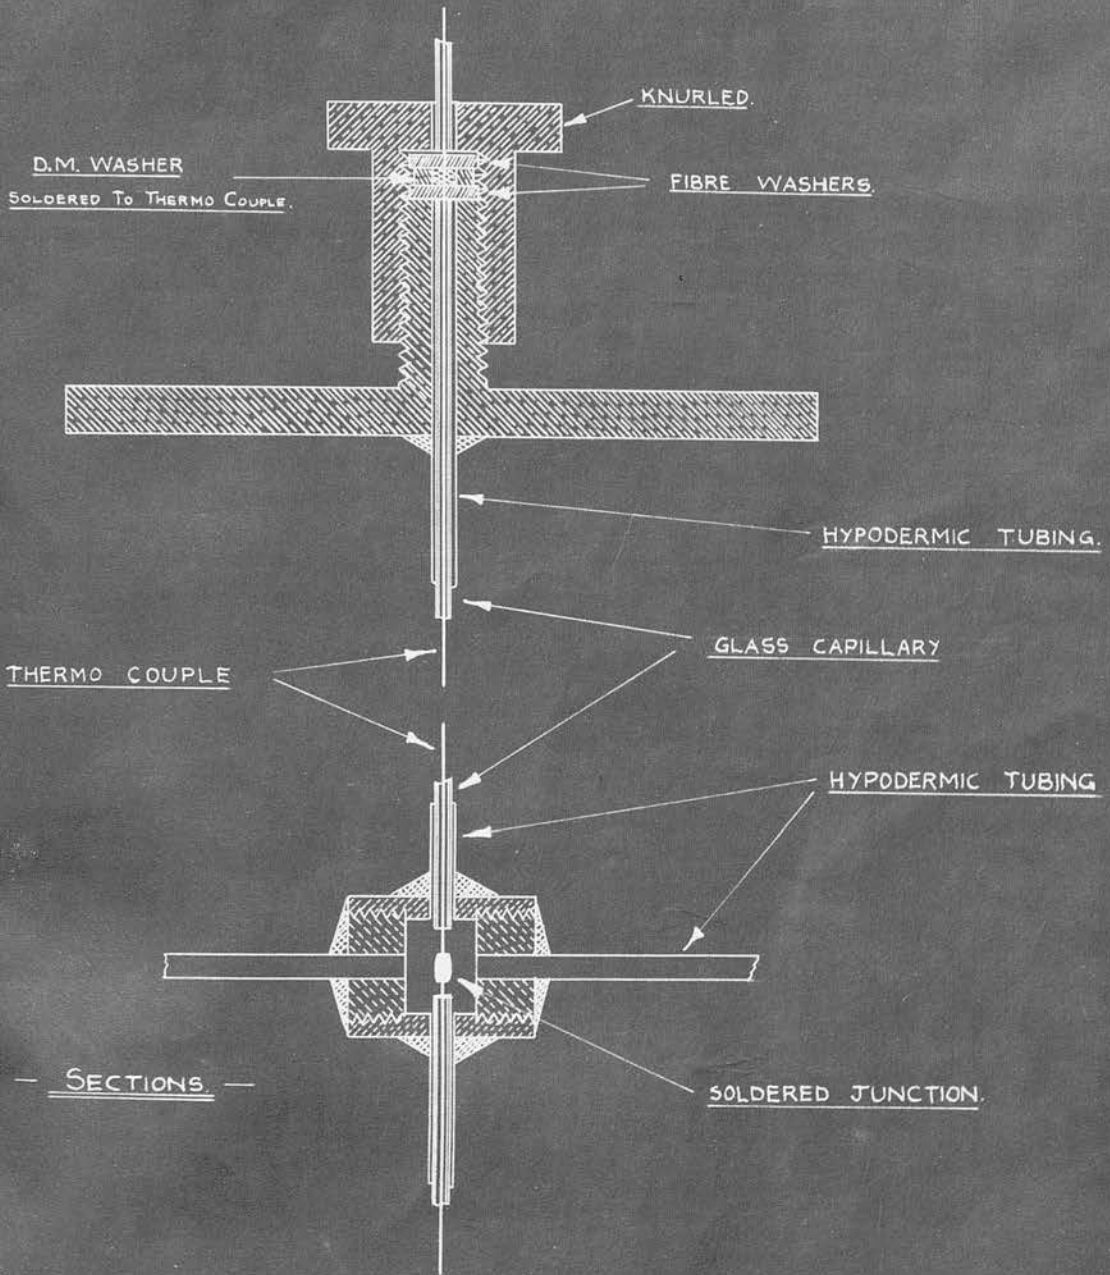 KNURLED.
D.M. WASHER
SOLDERED TO THERMO COUPLE.
FIBRE WASHERS.
HYPODERMIC TUBING.
GLASS CAPILLARY
THERMO COUPLE
HYPODERMIC TUBING
— SECTIONS. —
SOLDERED JUNCTION.